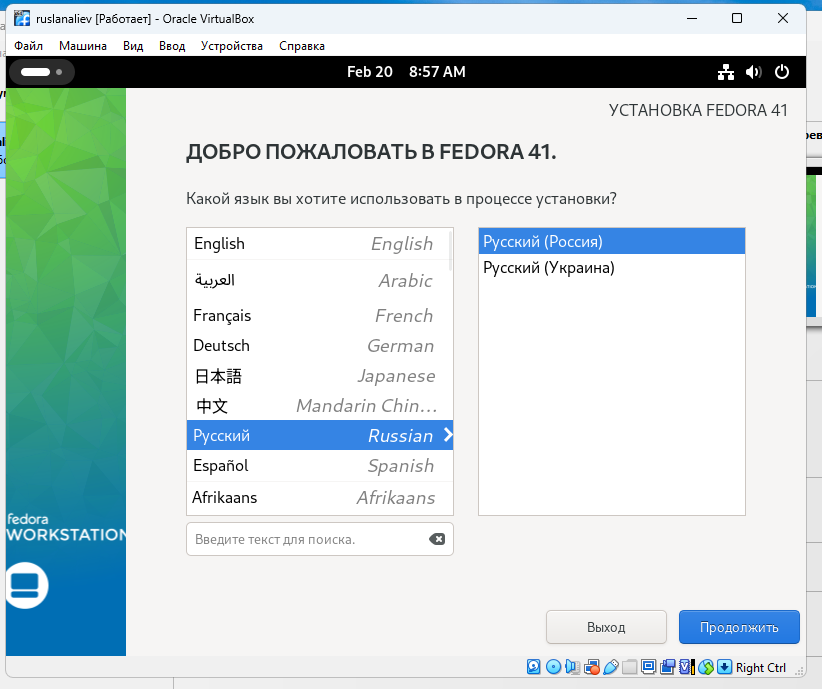 ruslanaliev [Работает] - Oracle VirtualBox
Файл Машина Вид Ввод Устройства Справка
Feb 20 8:57 AM
УСТАНОВКА FEDORA 41
ДОБРО ПОЖАЛОВАТЬ В FEDORA 41.
Какой язык вы хотите использовать в процессе установки?
English English
العربية Arabic
Français French
Deutsch German
日本語 Japanese
中文 Mandarin Chin...
Русский Russian
Español Spanish
Afrikaans Afrikaans
Введите текст для поиска.
Русский (Россия)
Русский (Украина)
fedora
WORKSTATION
Выход Продолжить
Right Ctrl